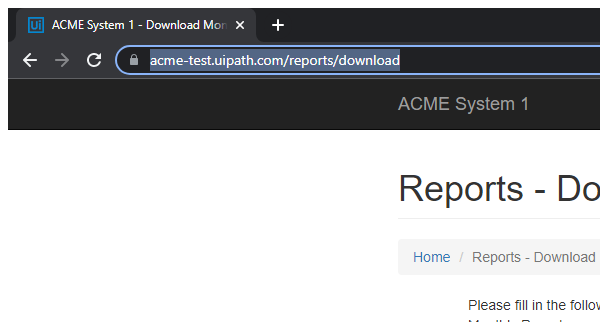 Ui ACME System 1 - Download Mon
acme-test.uipath.com/reports/download
ACME System 1
Reports - Do
Home / Reports - Download
Please fill in the follow